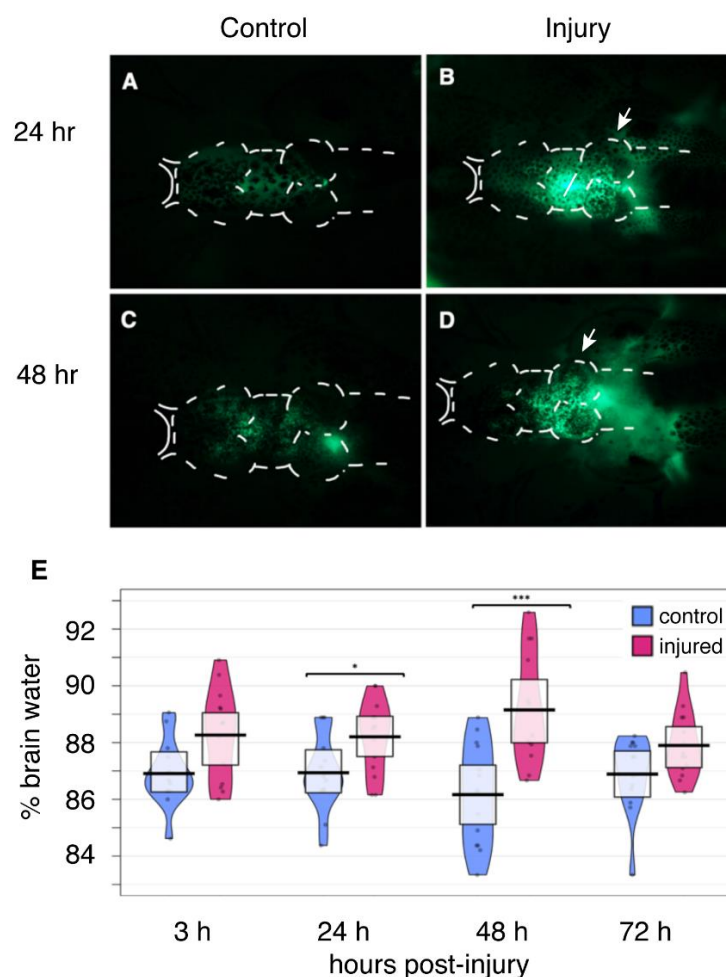 Control Injury
24 hr
A B
48 hr
C D
E
% brain water
92
90
88
86
84
*
***
control
injured
3 h 24 h 48 h 72 h
hours post-injury